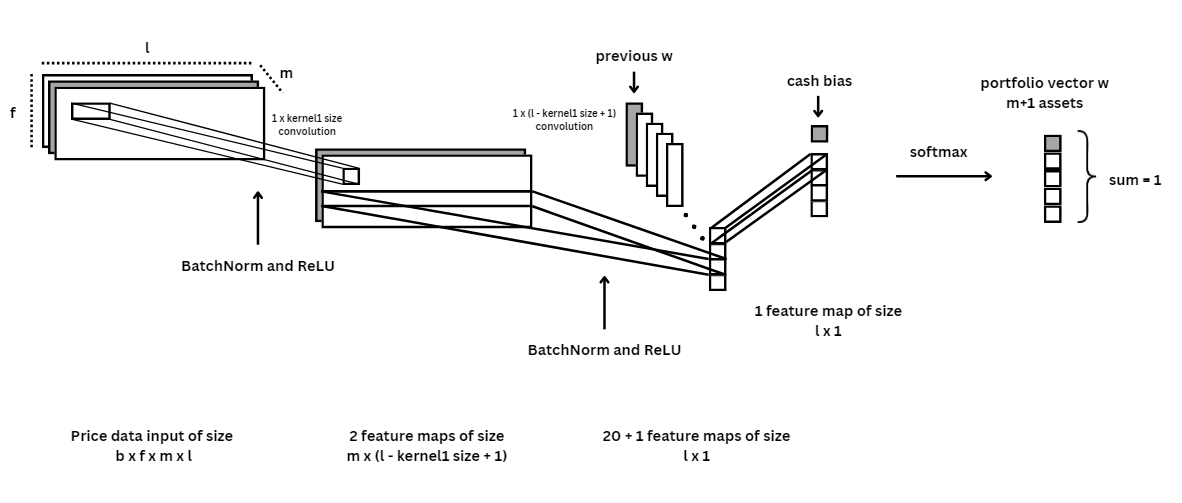 l
m
f
1 x kernel1 size
convolution
BatchNorm and ReLU
previous w
1 x (l - kernel1 size + 1)
convolution
BatchNorm and ReLU
cash bias
softmax
portfolio vector w
m+1 assets
sum = 1
1 feature map of size
l x 1
Price data input of size
b x f x m x l
2 feature maps of size
m x (l - kernel1 size + 1)
20 + 1 feature maps of size
l x 1